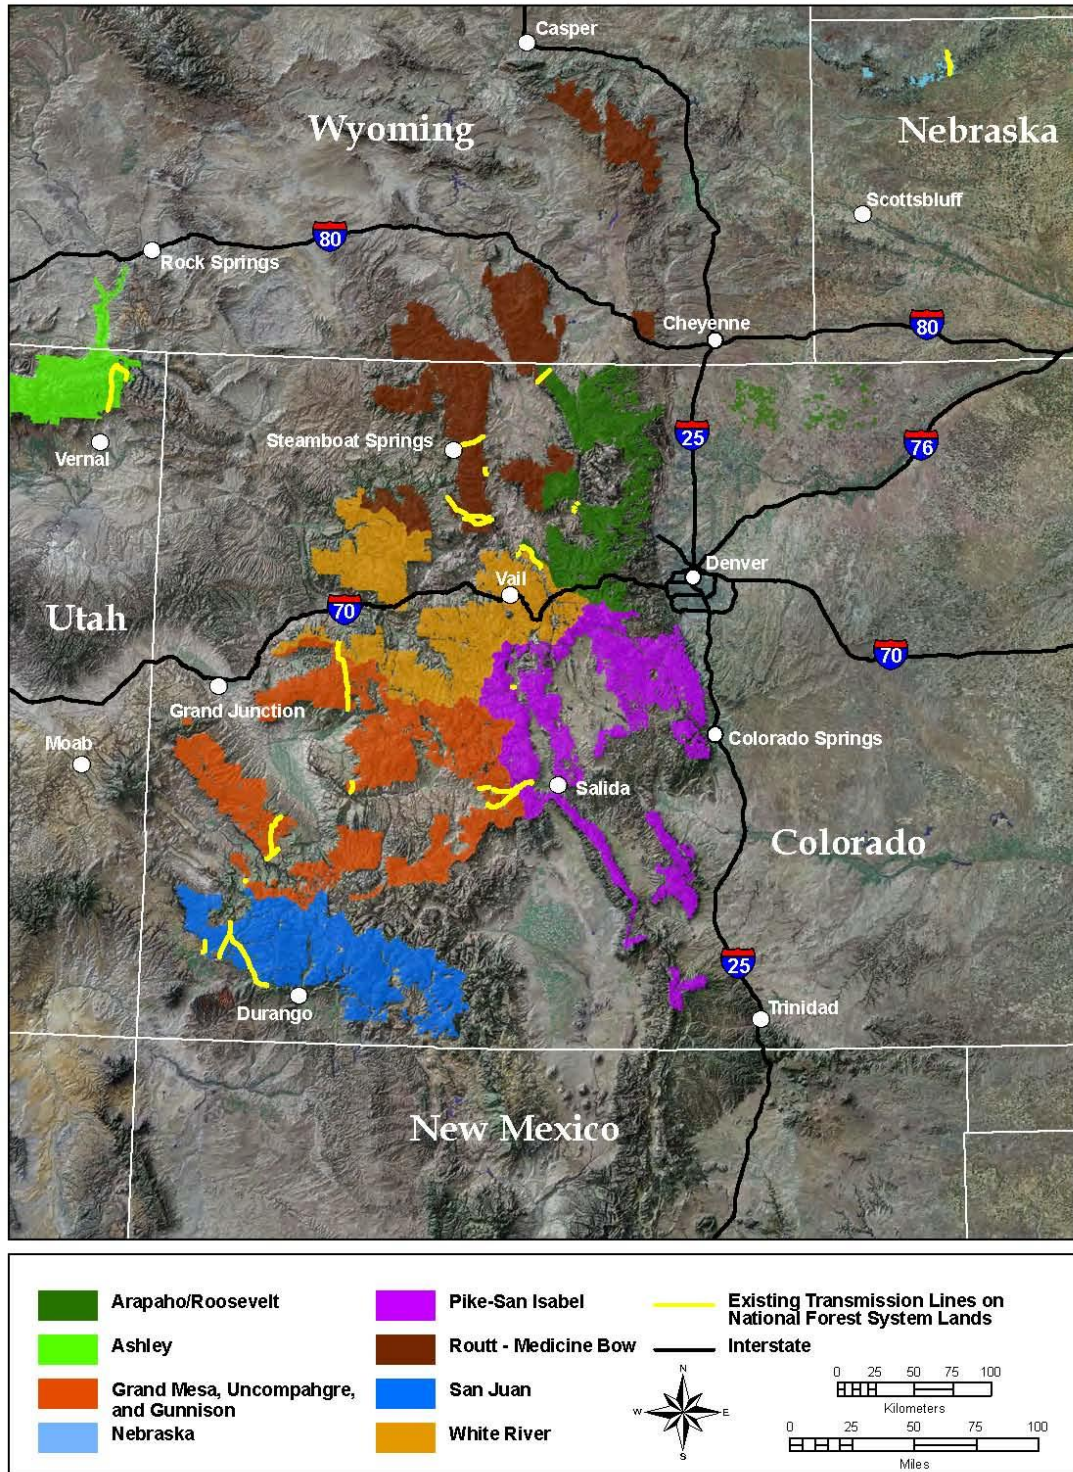 Casper
Wyoming
Nebraska
Scottsbluff
80
Rock Springs
Cheyenne
80
25
76
Steamboat Springs
Vernal
Denver
Vail
Utah
70
70
Grand Junction
Moab
Colorado Springs
Salida
Colorado
25
Durango
Trinidad
New Mexico
Arapaho/Roosevelt
Ashley
Grand Mesa, Uncompahgre,
and Gunnison
Nebraska
Pike-San Isabel
Routt - Medicine Bow
San Juan
White River
Existing Transmission Lines on
National Forest System Lands
Interstate
N
W
E
S
0 25 50 75 100
Kilometers
0 25 50 75 100
Miles